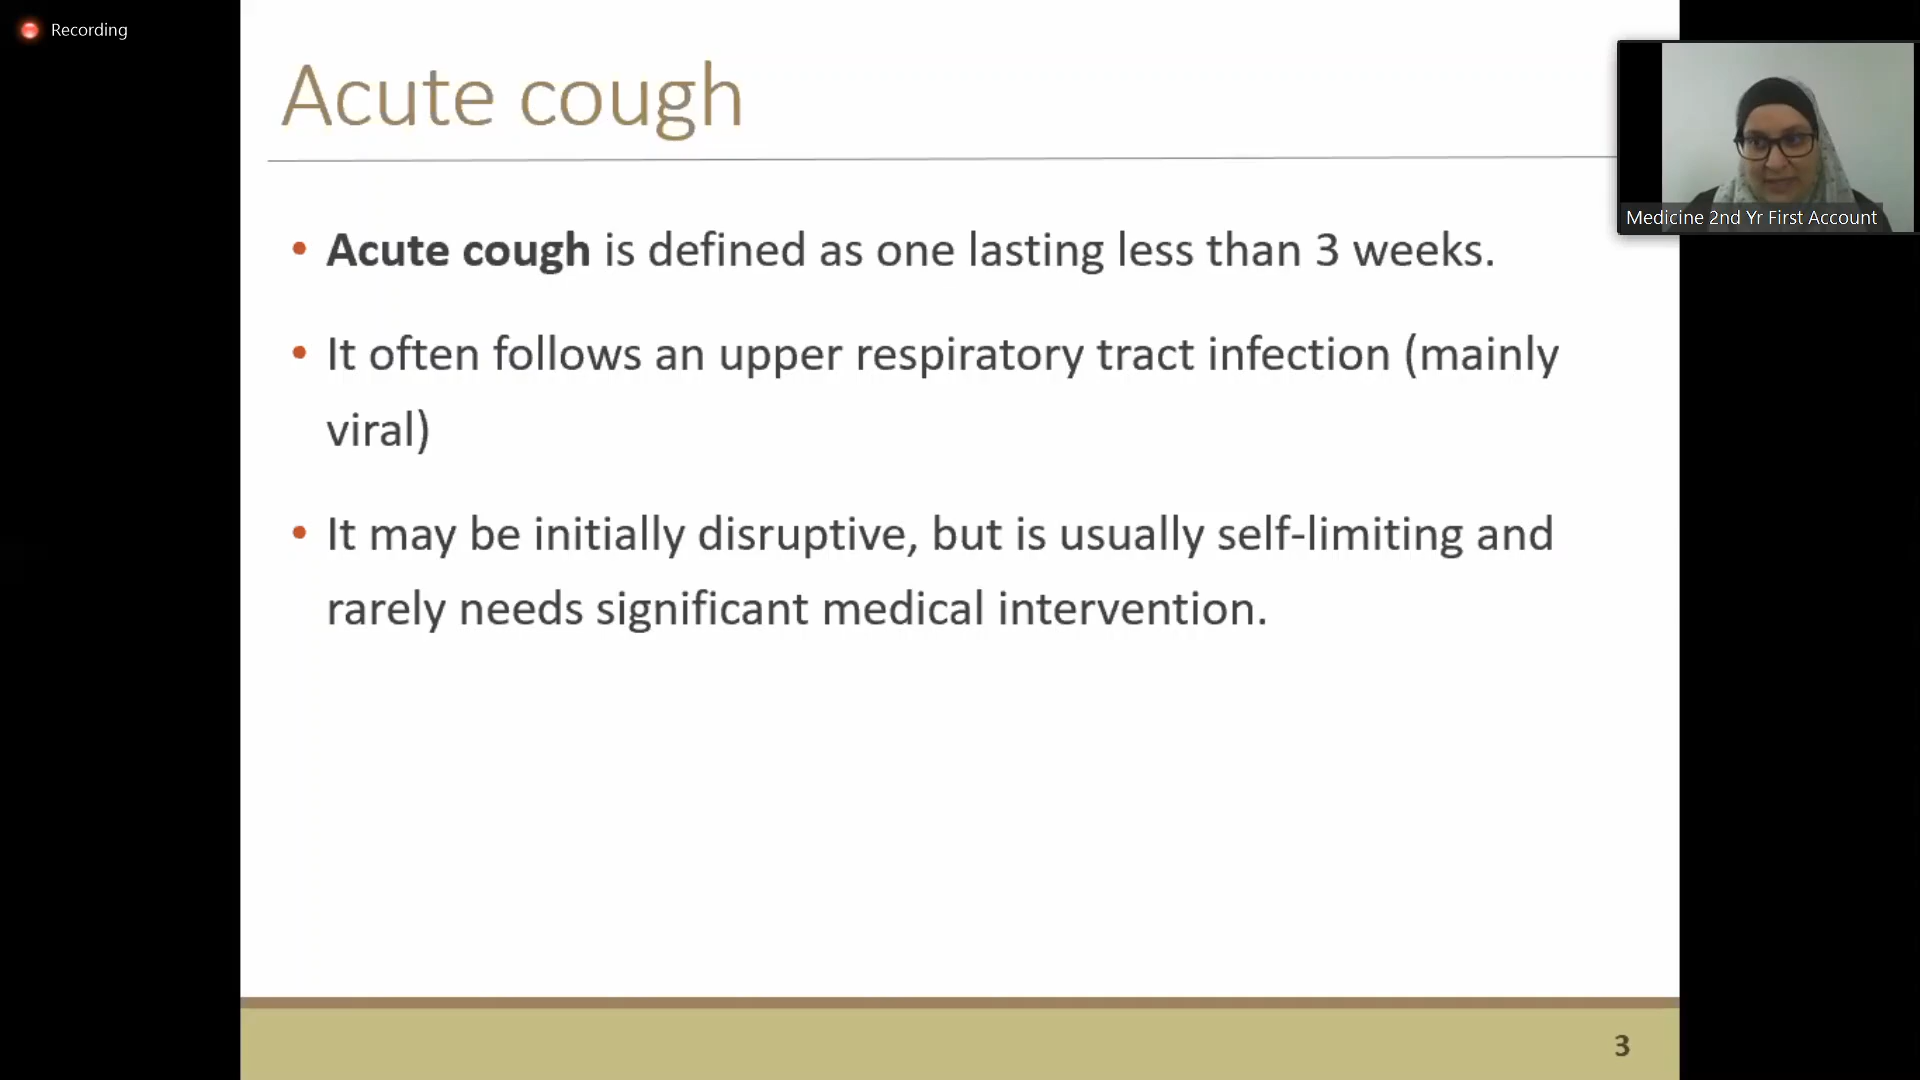 Recording
Acute cough
Medicine 2nd Yr First Account
• Acute cough is defined as one lasting less than 3 weeks.
• It often follows an upper respiratory tract infection (mainly
viral)
• It may be initially disruptive, but is usually self-limiting and
rarely needs significant medical intervention.
3